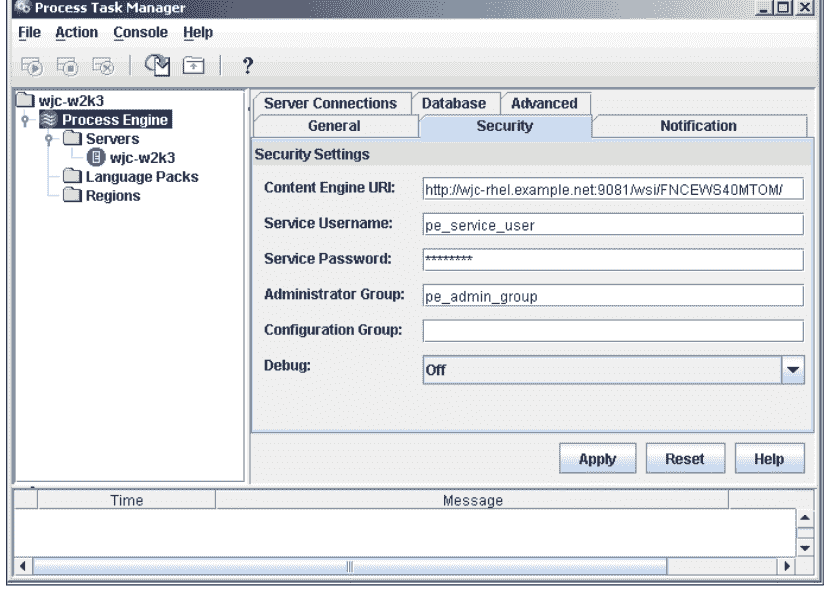 Process Task Manager
File Action Console Help
?
wjc-w2k3
Process Engine
Servers
wjc-w2k3
Language Packs
Regions
Server Connections Database Advanced
General Security Notification
Security Settings
Content Engine URI: http://wjc-rhel.example.net:9081/wsi/FNCEWS40MTOM/
Service Username: pe_service_user
Service Password: ********
Administrator Group: pe_admin_group
Configuration Group:
Debug: Off
Apply Reset Help
Time Message